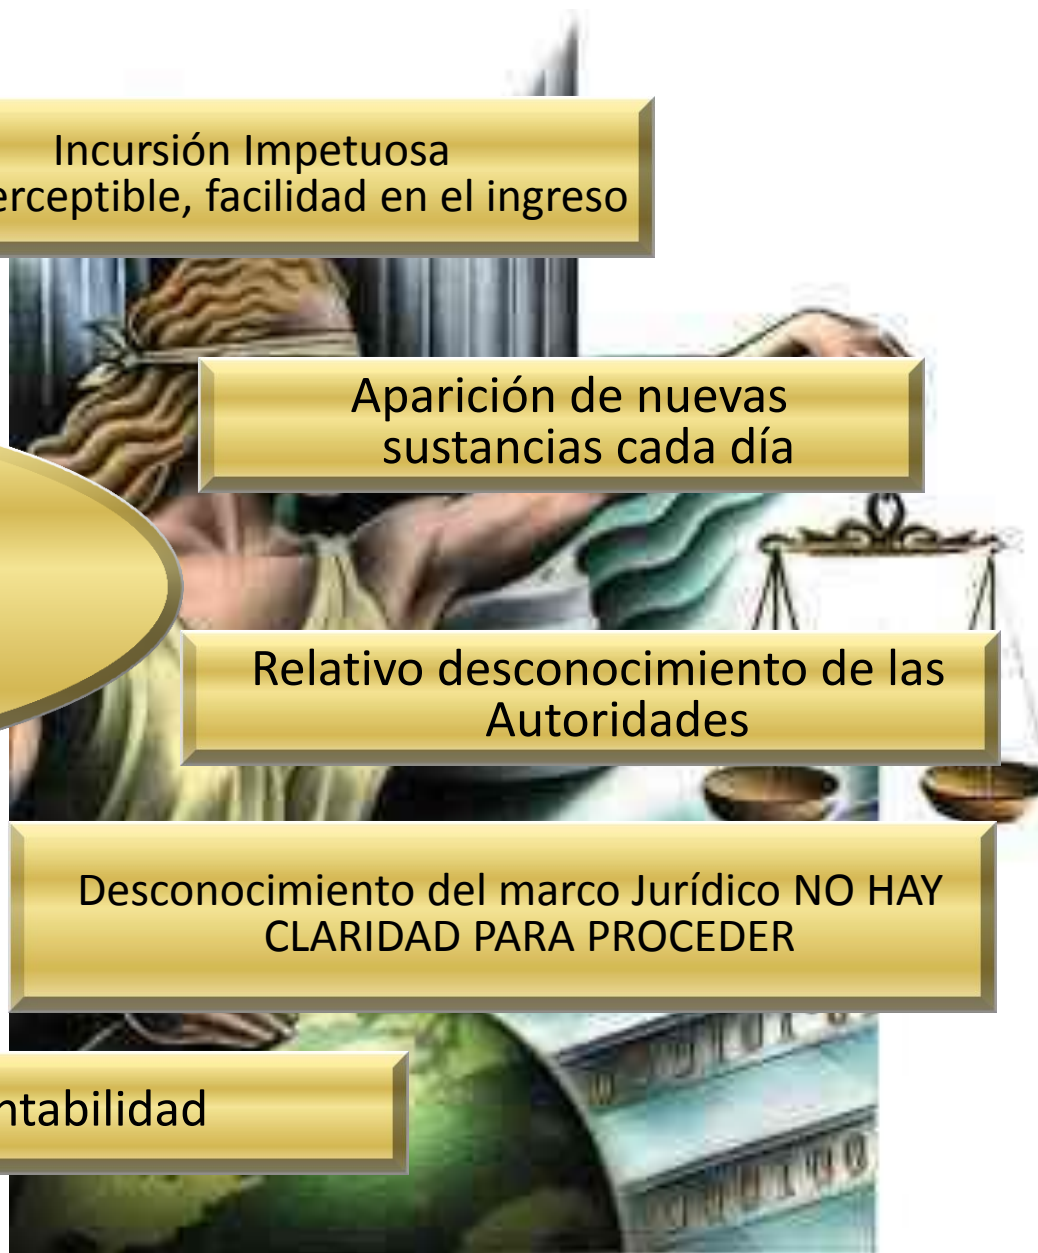 Incursión Impetuosa
erceptible, facilidad en el ingreso
Aparición de nuevas
sustancias cada día
Relativo desconocimiento de las
Autoridades
Desconocimiento del marco Jurídico NO HAY
CLARIDAD PARA PROCEDER
ntabilidad